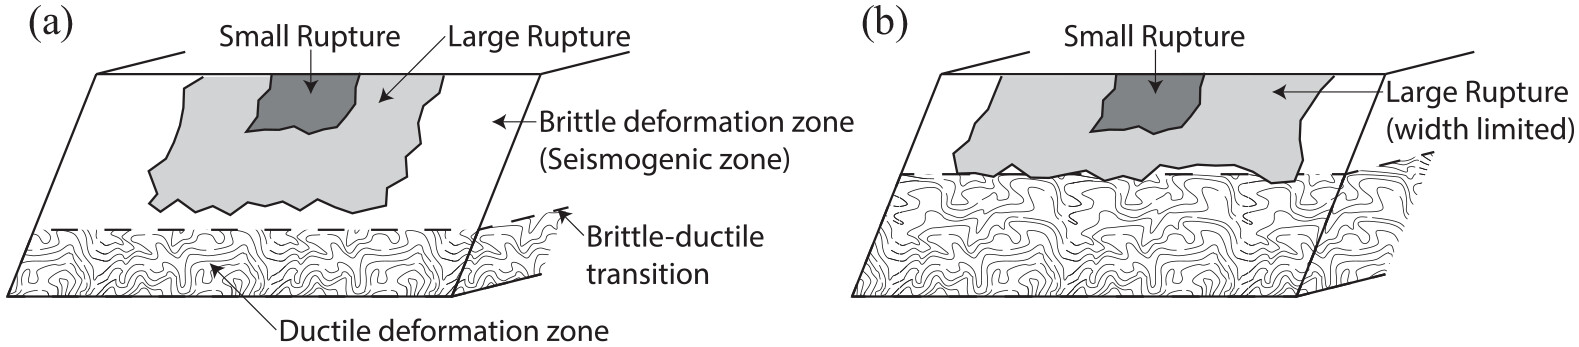 (a)
Small Rupture
Large Rupture
Brittle deformation zone
(Seismogenic zone)
Brittle-ductile
transition
Ductile deformation zone
(b)
Small Rupture
Large Rupture
(width limited)